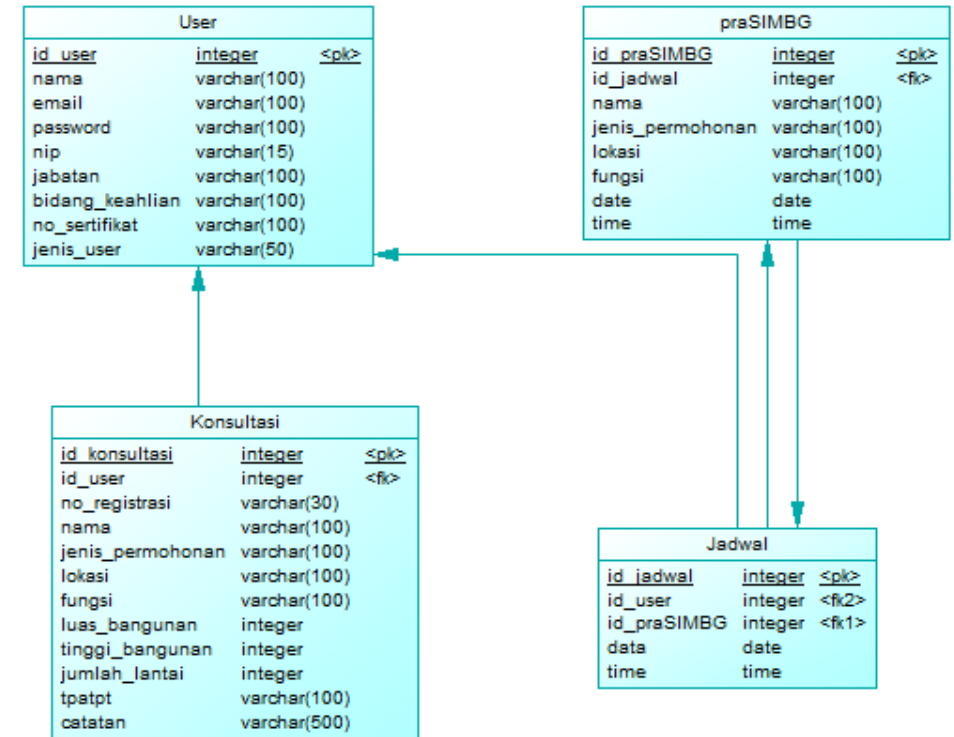 User
id_user integer <pk>
nama varchar(100)
email varchar(100)
password varchar(100)
nip varchar(15)
jabatan varchar(100)
bidang_keahlian varchar(100)
no_sertifikat varchar(100)
jenis_user varchar(50)
praSIMBG
id_praSIMBG integer <pk>
id_jadwal integer <fk>
nama varchar(100)
jenis_permohonan varchar(100)
lokasi varchar(100)
fungsi varchar(100)
date date
time time
Konsultasi
id_konsultasi integer <pk>
id_user integer <fk>
no_registrasi varchar(30)
nama varchar(100)
jenis_permohonan varchar(100)
lokasi varchar(100)
fungsi varchar(100)
luas_bangunan integer
tinggi_bangunan integer
jumlah_lantai integer
tpatpt varchar(100)
catatan varchar(500)
Jadwal
id_jadwal integer <pk>
id_user integer <fk2>
id_praSIMBG integer <fk1>
data date
time time